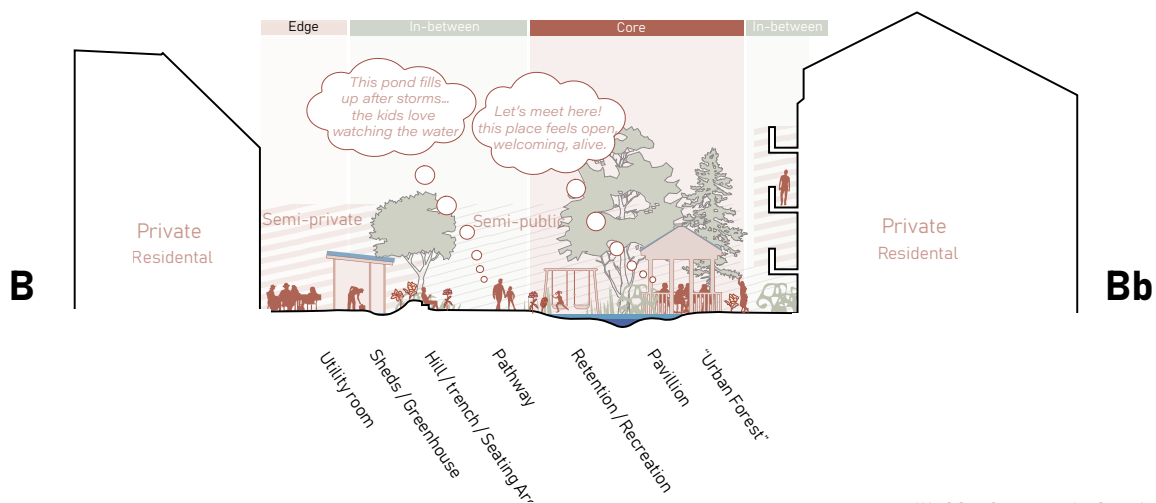 Edge
In-between
Core
In-between
This pond fills
up after storms...
the kids love
watching the water
Let's meet here!
this place feels open,
welcoming, alive.
Semi-private
Semi-public
Private
Residental
Private
Residental
B
Bb
Utility room
Sheds / Greenhouse
Hill / trench / Seating Are
Pathway
Retention / Recreation
Pavillion
"Urban Forest"